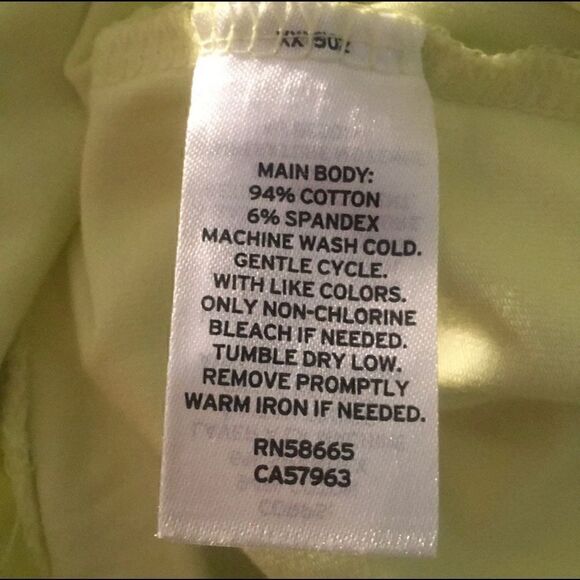 MAIN BODY:
94% COTTON
6% SPANDEX
MACHINE WASH COLD.
GENTLE CYCLE.
WITH LIKE COLORS.
ONLY NON-CHLORINE
BLEACH IF NEEDED.
TUMBLE DRY LOW.
REMOVE PROMPTLY
WARM IRON IF NEEDED.
RN58665
CA57963